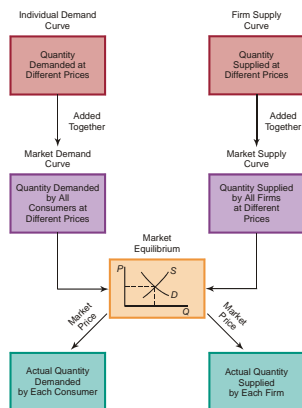 Individual Demand
Curve
Quantity
Demanded at
Different Prices
Added
Together
Market Demand
Curve
Quantity Demanded
by All
Consumers at
Different Prices
Firm Supply
Curve
Quantity
Supplied at
Different Prices
Added
Together
Market Supply
Curve
Quantity Supplied
by All Firms
at Different
Prices
Market
Equilibrium
P
S
D
Q
Market
Price
Market
Price
Actual Quantity
Demanded
by Each Consumer
Actual Quantity
Supplied
by Each Firm